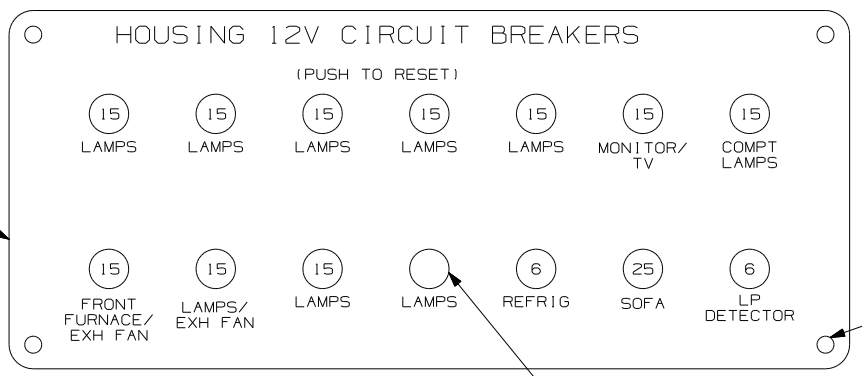 HOUSING 12V CIRCUIT BREAKERS
(PUSH TO RESET)
15 15 15 15 15 15 15
LAMPS LAMPS LAMPS LAMPS LAMPS MONITOR/ COMPT
TV LAMPS
15 15 15 6 25 6
FRONT LAMPS/ LAMPS LAMPS REFRIG SOFA LP
FURNACE/ EXH FAN DETECTOR
EXH FAN